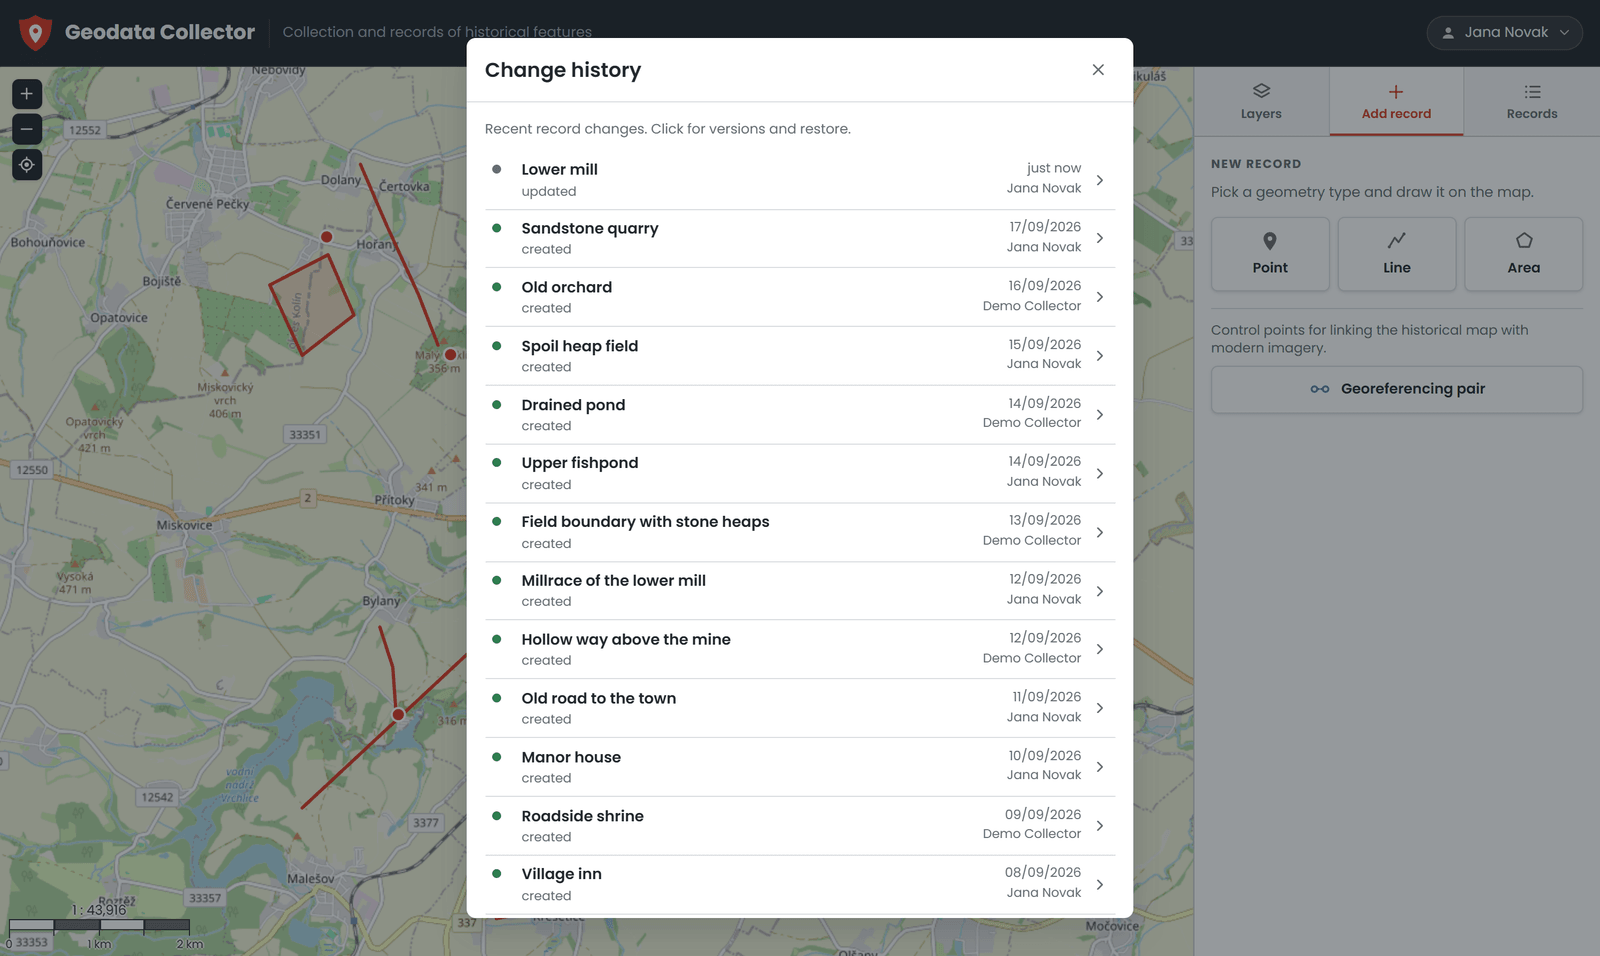 Geodata Collector
Collection and records of historical features
Jana Novak
Change history
Recent record changes. Click for versions and restore.
Lower mill
just now
updated
Jana Novak
Sandstone quarry
17/09/2026
created
Jana Novak
Old orchard
16/09/2026
created
Demo Collector
Spoil heap field
15/09/2026
created
Jana Novak
Drained pond
14/09/2026
created
Demo Collector
Upper fishpond
14/09/2026
created
Jana Novak
Field boundary with stone heaps
13/09/2026
created
Demo Collector
Millrace of the lower mill
12/09/2026
created
Jana Novak
Hollow way above the mine
12/09/2026
created
Demo Collector
Old road to the town
11/09/2026
created
Jana Novak
Manor house
10/09/2026
created
Jana Novak
Roadside shrine
09/09/2026
created
Demo Collector
Village inn
08/09/2026
created
Jana Novak
Layers
Add record
Records
NEW RECORD
Pick a geometry type and draw it on the map.
Point
Line
Area
Control points for linking the historical map with
modern imagery.
Georeferencing pair
Nebovidy
12552
Dolany
Čertovka
Červené Pečky
Bohouňovice
Hořany
Bojiště
Opatovice
356 m
Miskovický
vrch
406 m
Opatovický
vrch
421 m
33351
12550
341 m
2
Přítoky
Miskovice
Vysoká
471 m
Bylany
316 m
vodní
nádrž
Vrchlice
12542
3377
Malešov
33357
Roztěž
1 : 43,916
33353
0
1 km
2 km
337
33
Močovice